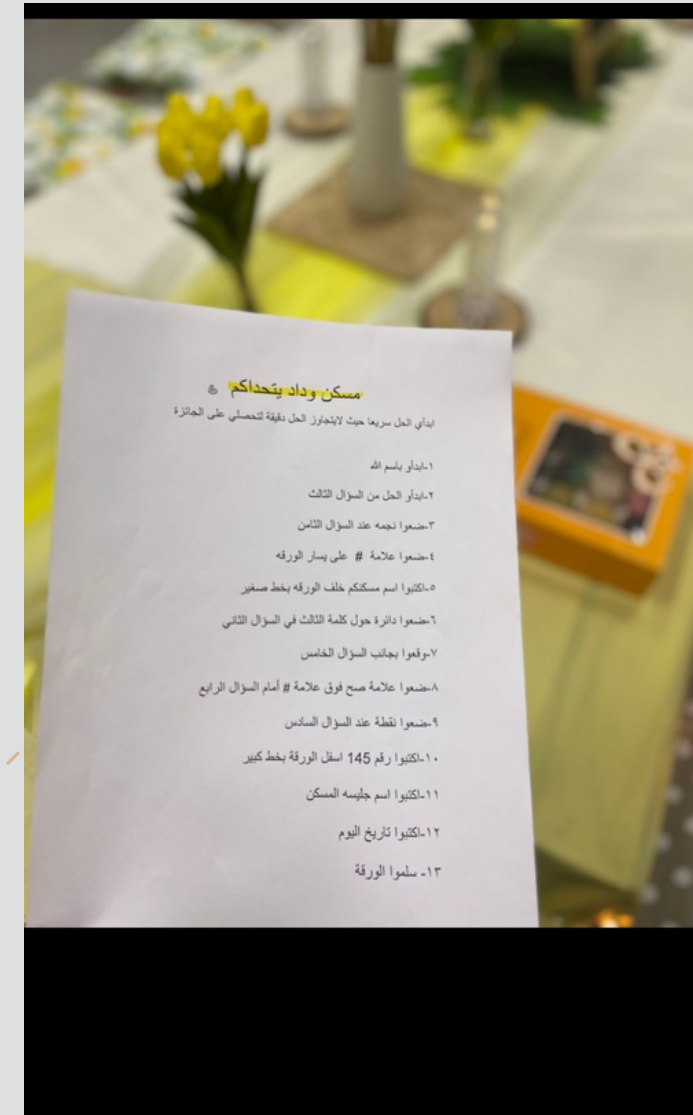 مسكن وداد يتحداكم
ابدأي الحل سريعا حيث لايتجاوز الحل دقيقة لتحصلي على الجائزة
١-ابدأو باسم الله
٢-ابدأو الحل من السؤال الثالث
٣-ضعوا نجمه عند السؤال الثامن
٤-ضعوا علامة # على يسار الورقه
٥-اكتبوا اسم مسكنكم خلف الورقه بخط صغير
٦-ضعوا دائرة حول كلمة الثالث في السؤال الثاني
٧-وقعوا بجانب السؤال الخامس
٨-ضعوا علامة صح فوق علامة # أمام السؤال الرابع
٩-ضعوا نقطة عند السؤال السادس
١٠-اكتبوا رقم 145 اسفل الورقة بخط كبير
١١-اكتبوا اسم جليسه المسكن
١٢-اكتبوا تاريخ اليوم
١٣- سلموا الورقة